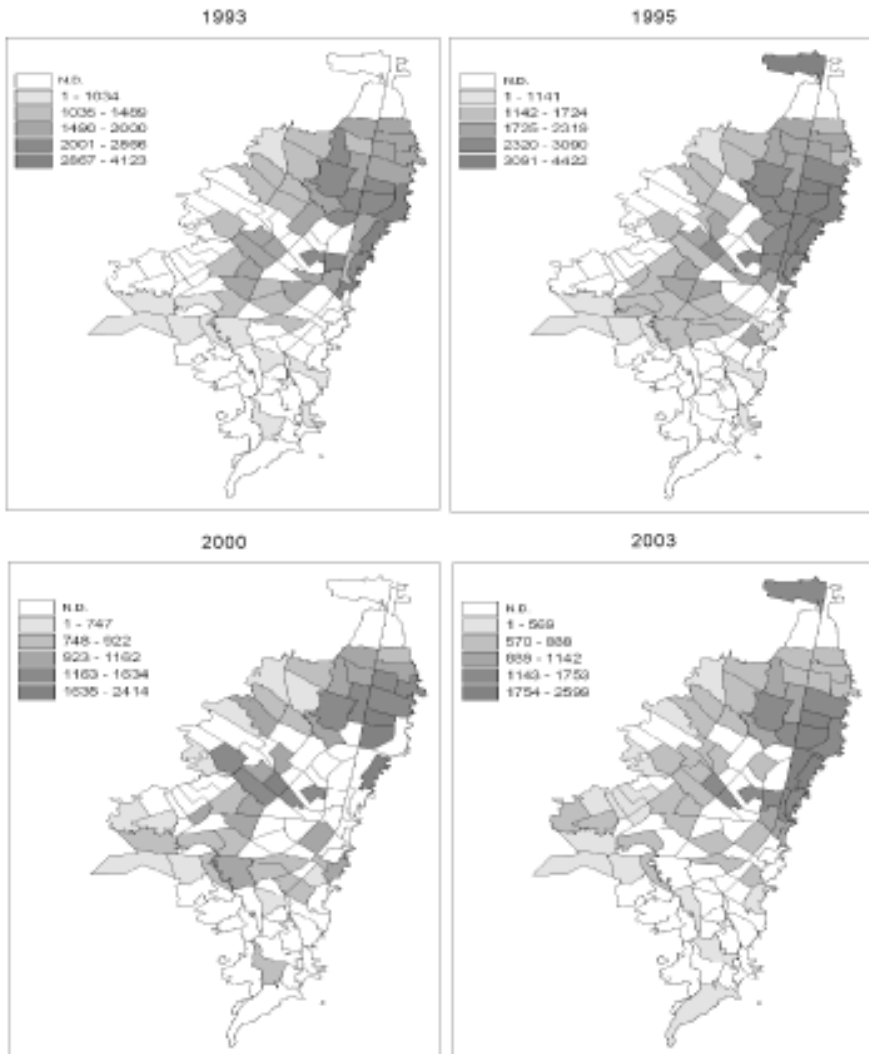 1993
N.D.
1 - 1034
1035 - 1489
1490 - 2000
2001 - 2866
2867 - 4123
1995
N.D.
1 - 1141
1142 - 1724
1725 - 2319
2320 - 3090
3091 - 4422
2000
N.D.
1 - 747
748 - 922
923 - 1162
1163 - 1634
1635 - 2414
2003
N.D.
1 - 569
570 - 888
889 - 1142
1143 - 1753
1754 - 2599